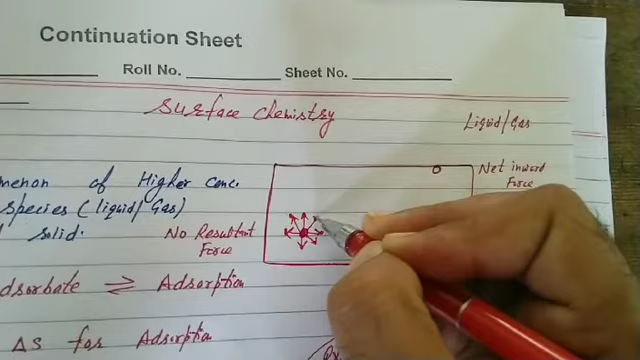 Continuation Sheet
Roll No. Sheet No.
Surface Chemistry
Liquid/Gas
Net inward
Force
menon of Higher conc.
species (liquid/Gas)
solid.
No Resultant
Force
dsorbate ⇌ Adsorption
ΔS for Adsorption